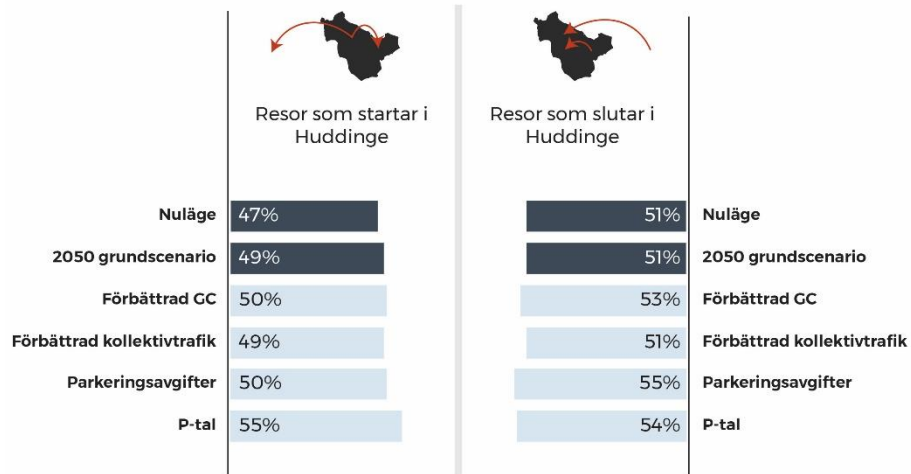 Resor som startar i
Huddinge
Nuläge 47%
2050 grundscenario 49%
Förbättrad GC 50%
Förbättrad kollektivtrafik 49%
Parkeringsavgifter 50%
P-tal 55%
Resor som slutar i
Huddinge
51% Nuläge
51% 2050 grundscenario
53% Förbättrad GC
51% Förbättrad kollektivtrafik
55% Parkeringsavgifter
54% P-tal